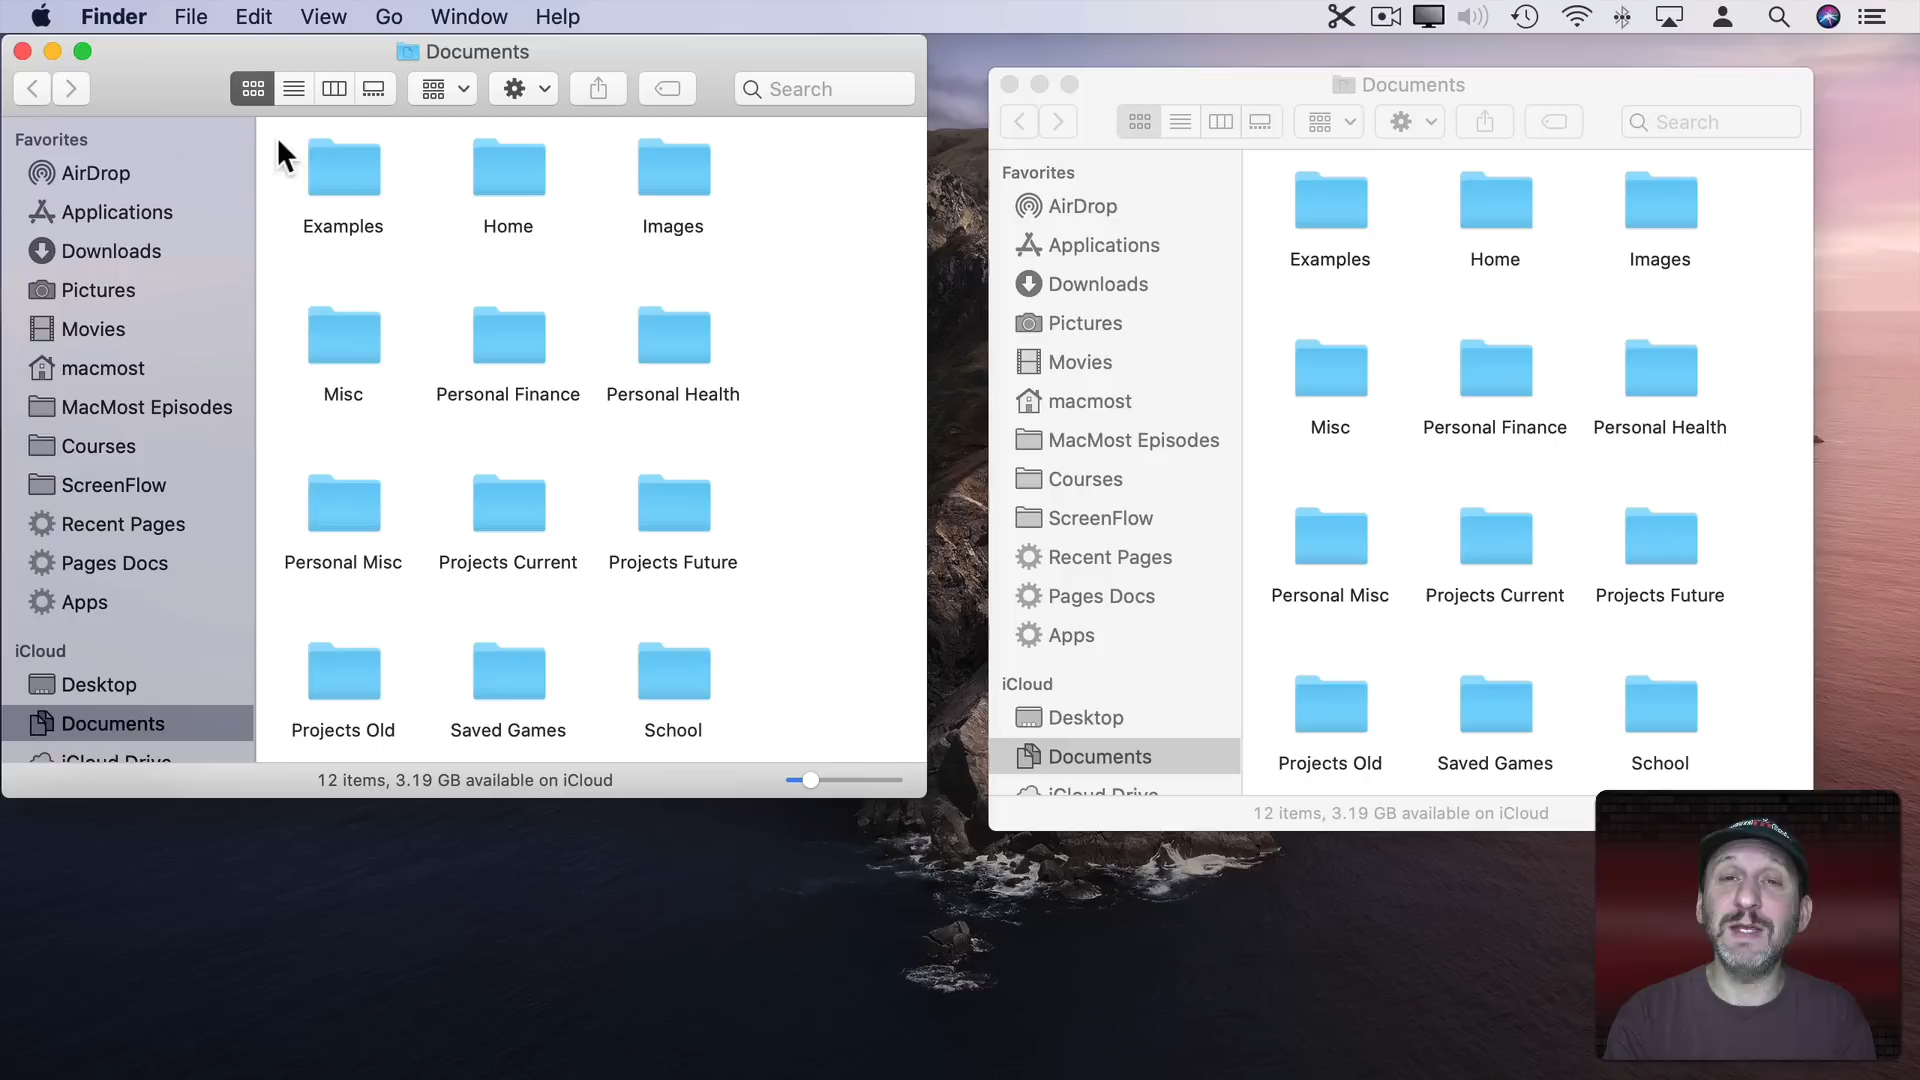 Finder File Edit View Go Window Help
Documents
Search
Favorites
AirDrop
Applications
Downloads
Pictures
Movies
macmost
MacMost Episodes
Courses
ScreenFlow
Recent Pages
Pages Docs
Apps
iCloud
Desktop
Documents
iCloud Drive
Examples Home Images
Misc Personal Finance Personal Health
Personal Misc Projects Current Projects Future
Projects Old Saved Games School
12 items, 3.19 GB available on iCloud
Documents
Search
Favorites
AirDrop
Applications
Downloads
Pictures
Movies
macmost
MacMost Episodes
Courses
ScreenFlow
Recent Pages
Pages Docs
Apps
iCloud
Desktop
Documents
iCloud Drive
Examples Home Images
Misc Personal Finance Personal Health
Personal Misc Projects Current Projects Future
Projects Old Saved Games School
12 items, 3.19 GB available on iCloud